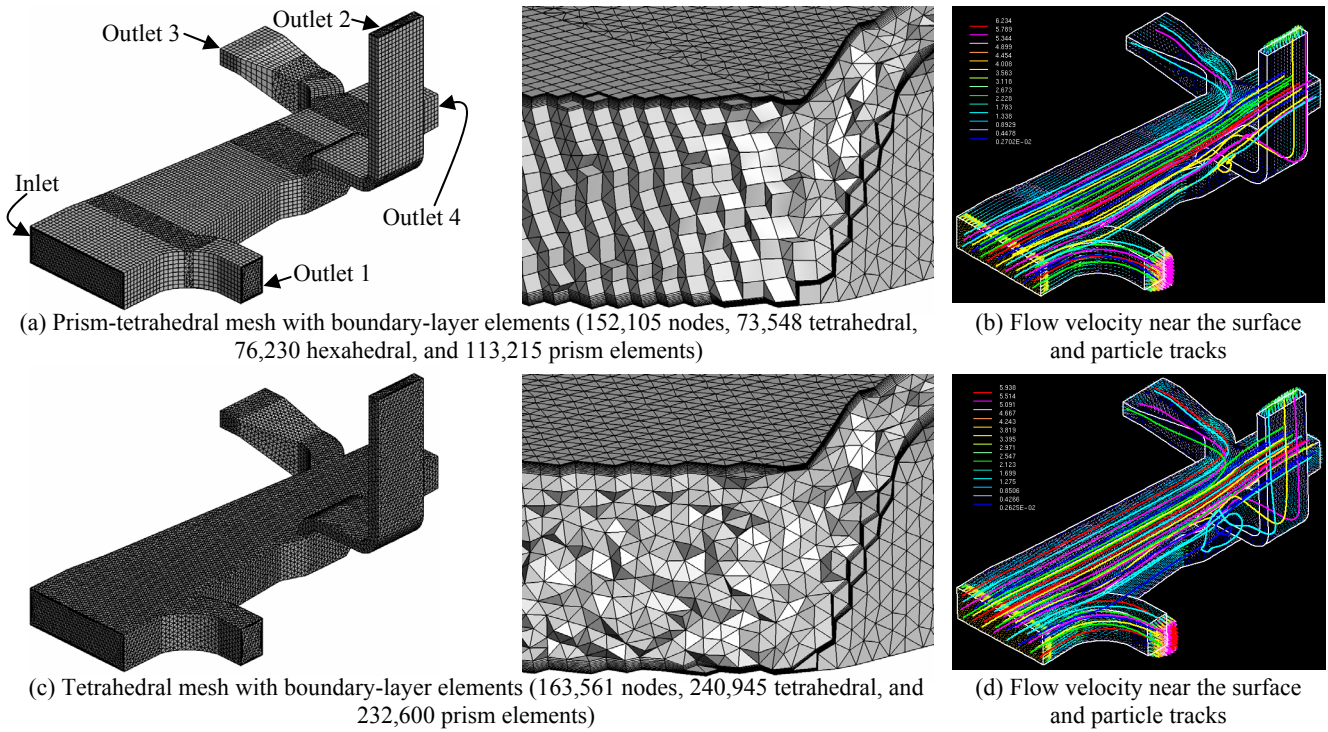 Outlet 3
Outlet 2
Inlet
Outlet 4
Outlet 1
6.234
5.789
5.344
4.899
4.454
4.008
3.563
3.118
2.673
2.228
1.783
1.338
0.8929
0.4478
0.2702E-02
(a) Prism-tetrahedral mesh with boundary-layer elements (152,105 nodes, 73,548 tetrahedral,
76,230 hexahedral, and 113,215 prism elements)
(b) Flow velocity near the surface
and particle tracks
5.938
5.514
5.091
4.667
4.243
3.819
3.395
2.971
2.547
2.123
1.699
1.275
0.8506
0.4266
0.2625E-02
(c) Tetrahedral mesh with boundary-layer elements (163,561 nodes, 240,945 tetrahedral, and
232,600 prism elements)
(d) Flow velocity near the surface
and particle tracks